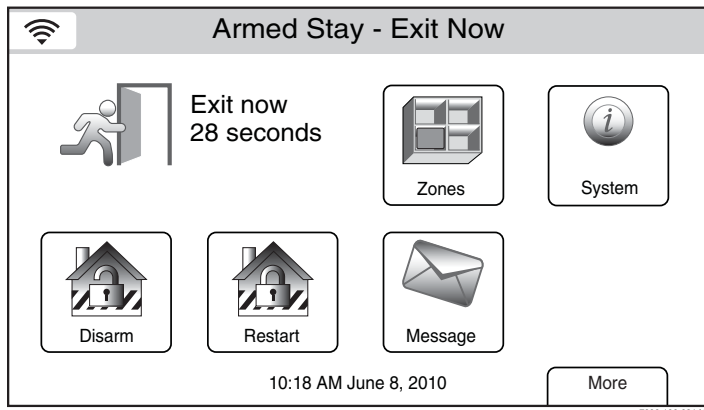 Armed Stay - Exit Now
Exit now
28 seconds
Zones
System
Disarm
Restart
Message
10:18 AM June 8, 2010
More